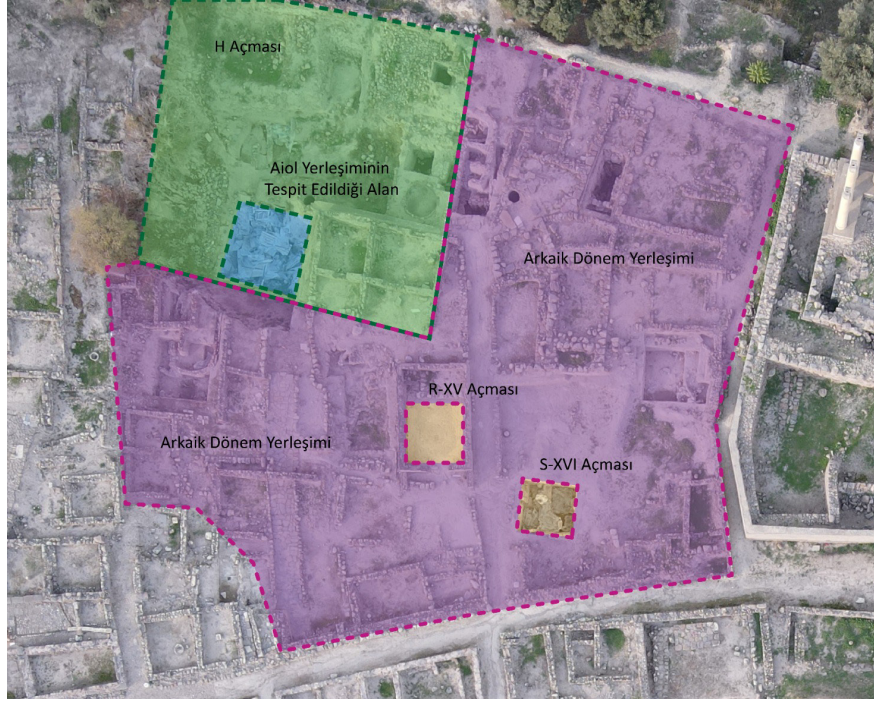 H Açması
Aiol Yerleşiminin
Tespit Edildiği Alan
Arkaik Dönem Yerleşimi
R-XV Açması
Arkaik Dönem Yerleşimi
S-XVI Açması